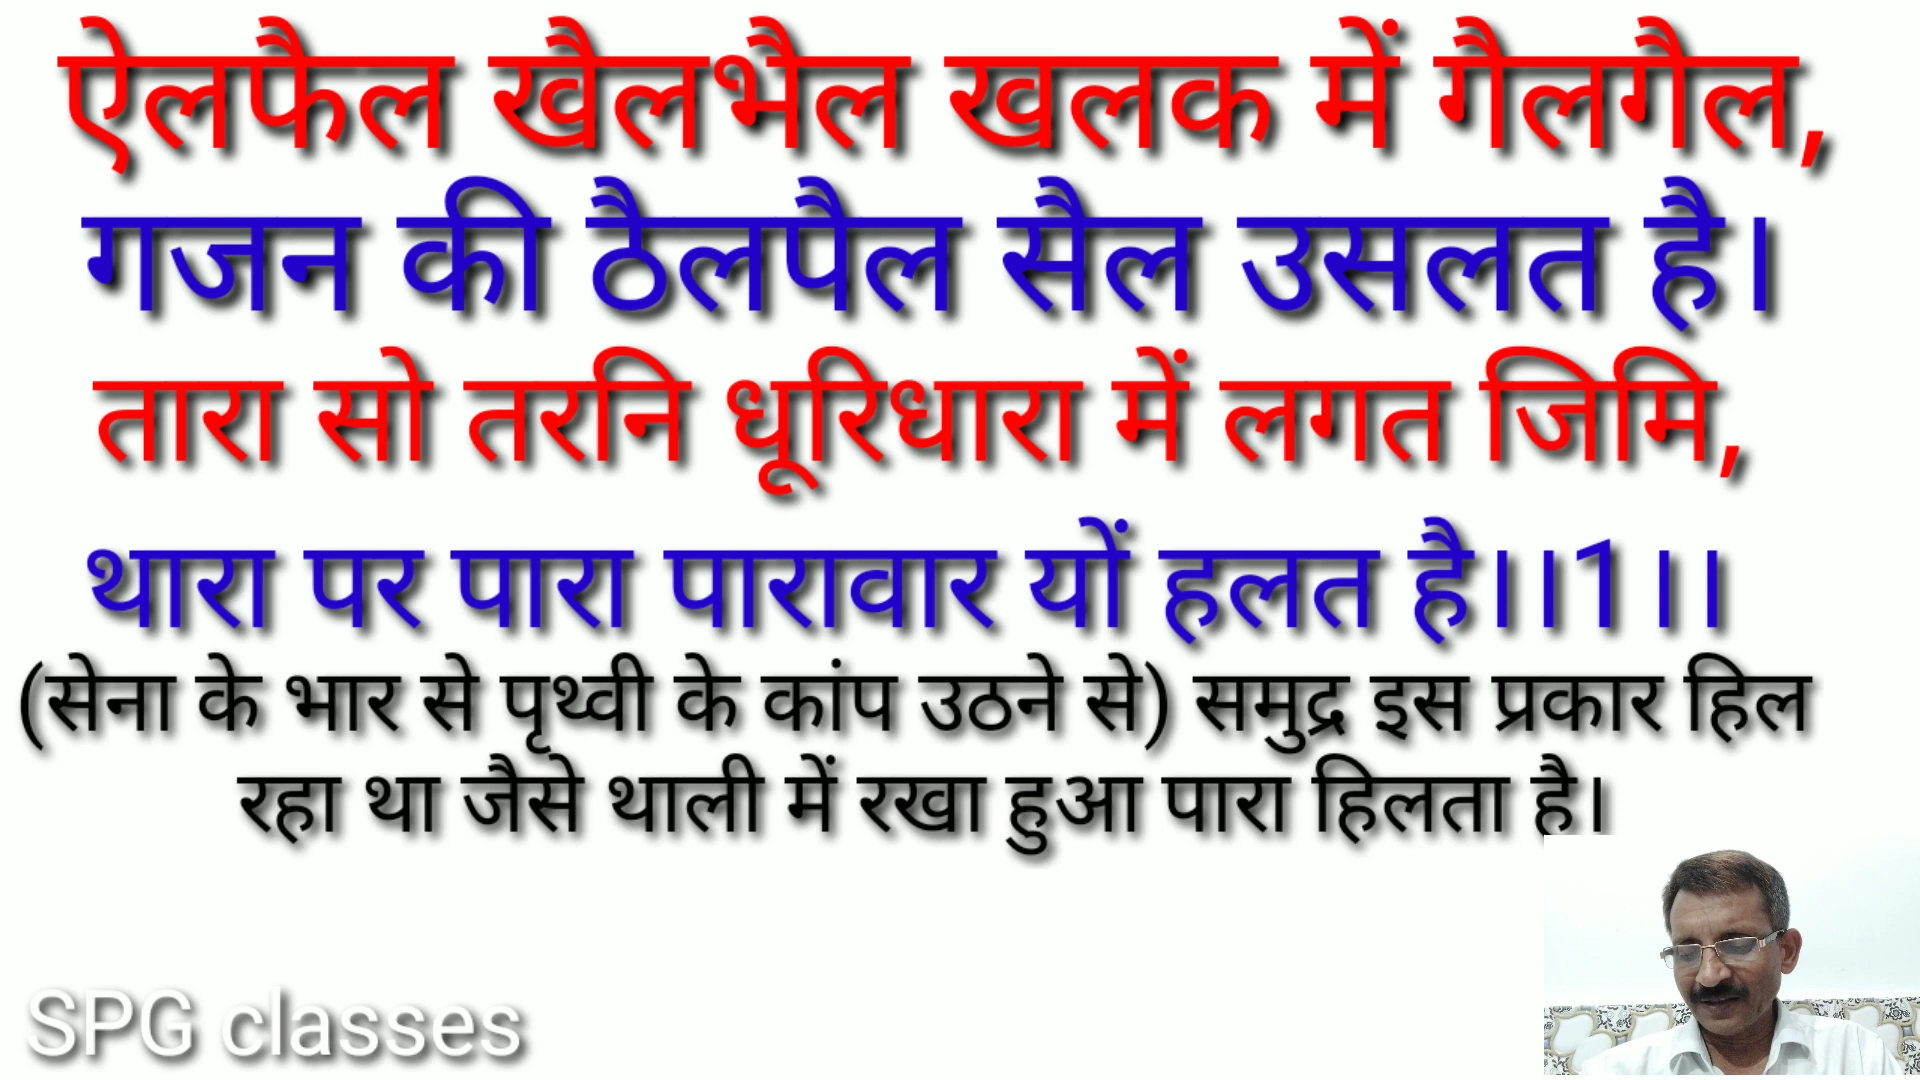 ऐलफैल खैलभैल खलक में गैलगैल,
गजन की ठैलपैल सैल उसलत है।
तारा सो तरनि धूरिधारा में लगत जिमि,
थारा पर पारा पारावार यों हलत है।।1।।
(सेना के भार से पृथ्वी के कांप उठने से) समुद्र इस प्रकार हिल
रहा था जैसे थाली में रखा हुआ पारा हिलता है।
SPG classes